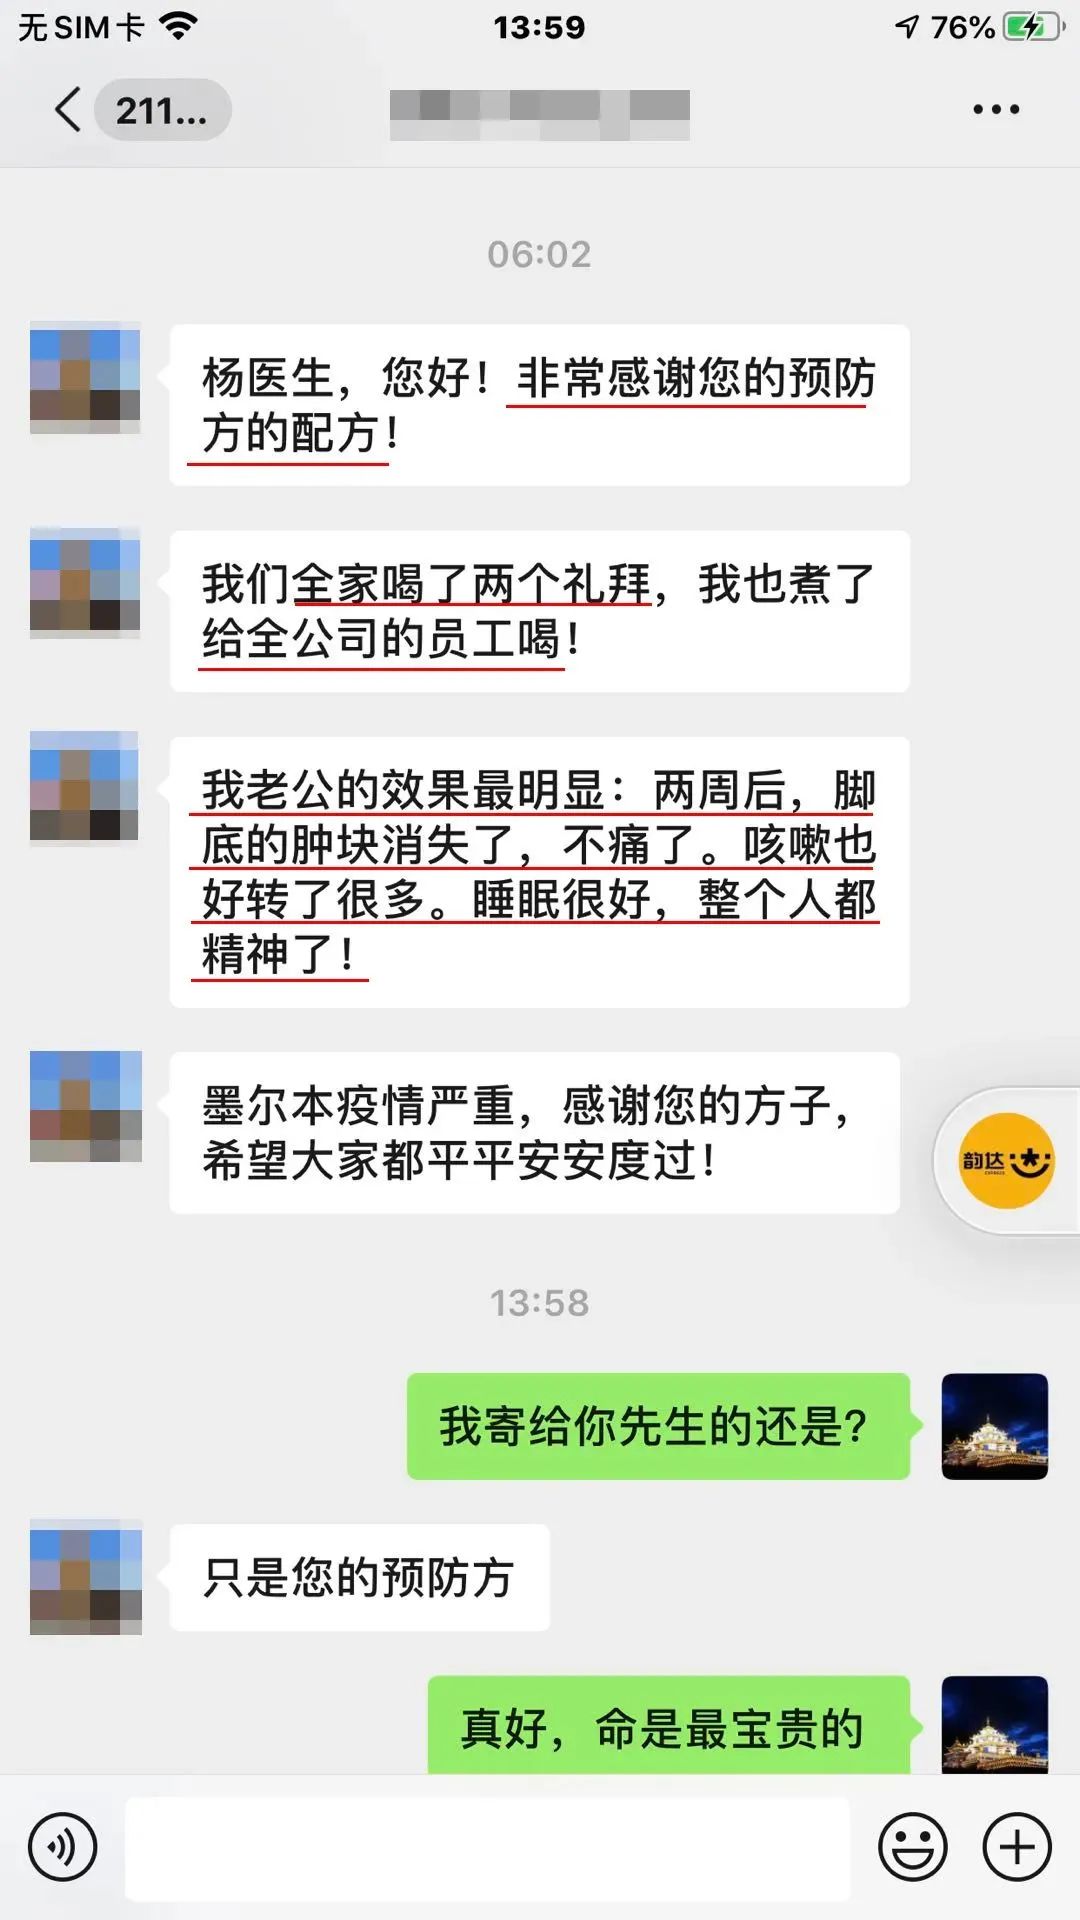 无SIM卡
13:59
76%
211...
06:02
杨医生，您好！非常感谢您的预防
方的配方！
我们全家喝了两个礼拜，我也煮了
给全公司的员工喝！
我老公的效果最明显：两周后，脚
底的肿块消失了，不痛了。咳嗽也
好转了很多。睡眠很好，整个人都
精神了！
墨尔本疫情严重，感谢您的方子，
希望大家都平平安安度过！
韵达
13:58
我寄给你先生的还是？
只是您的预防方
真好，命是最宝贵的